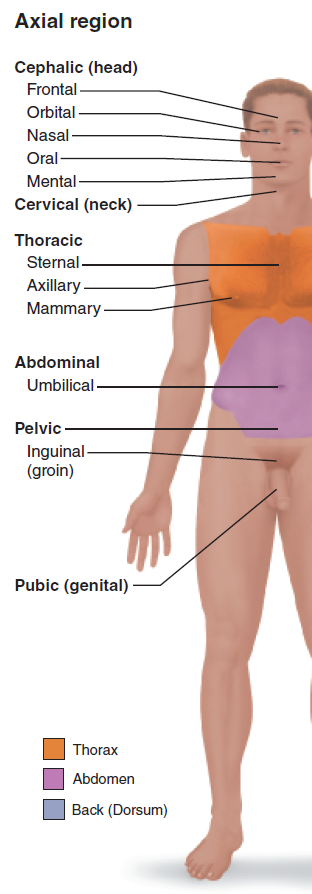 Axial region
Cephalic (head)
Frontal
Orbital
Nasal
Oral
Mental
Cervical (neck)
Thoracic
Sternal
Axillary
Mammary
Abdominal
Umbilical
Pelvic
Inguinal
(groin)
Pubic (genital)
Thorax
Abdomen
Back (Dorsum)